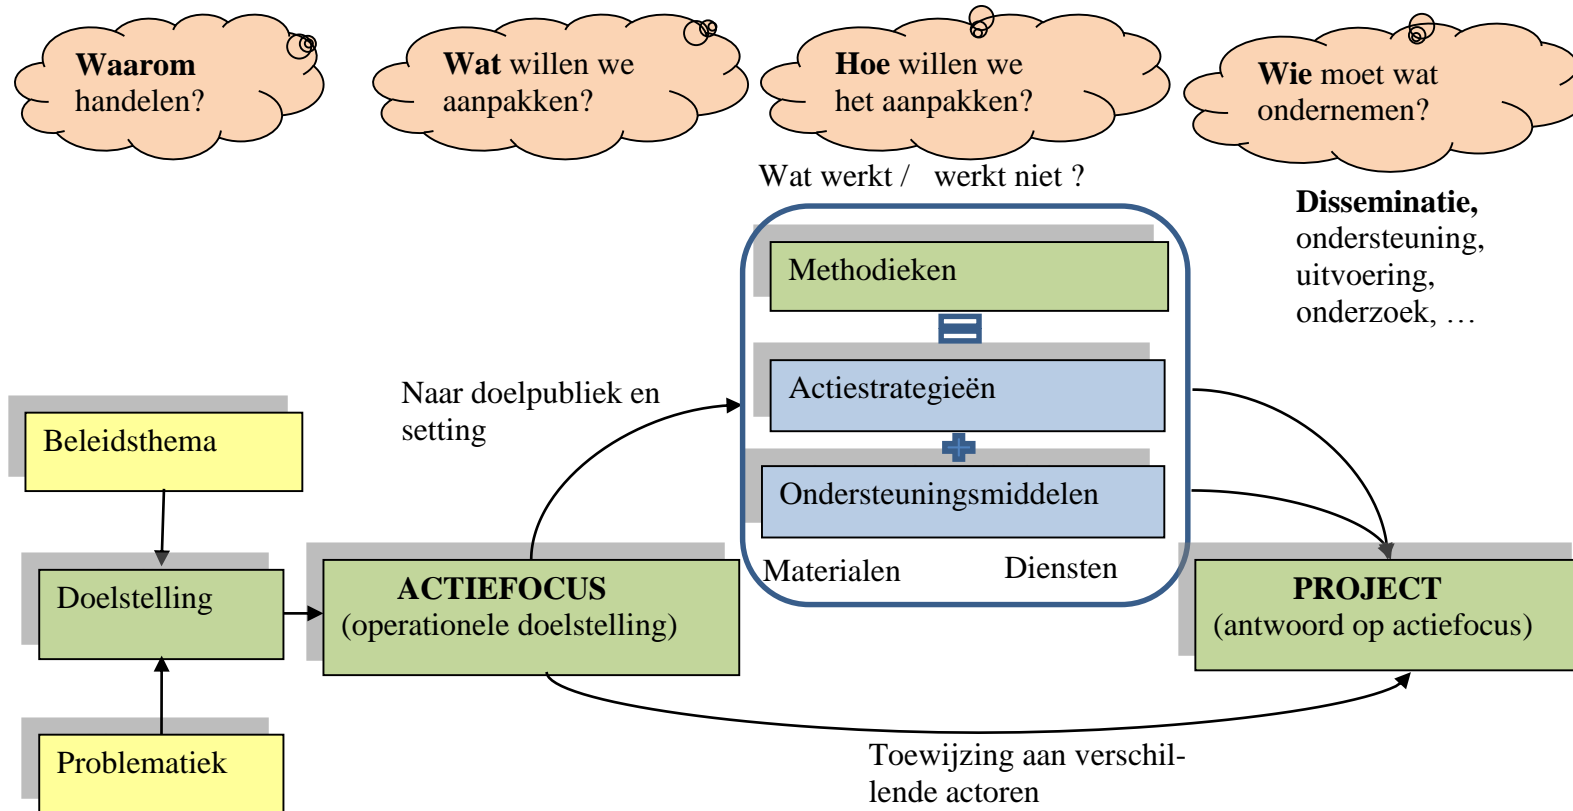 Waarom
handelen?
Wat willen we
aanpakken?
Hoe willen we
het aanpakken?
Wie moet wat
ondernemen?
Wat werkt / werkt niet ?
Disseminatie,
ondersteuning,
uitvoering,
onderzoek, …
Methodieken
Naar doelpubliek en
setting
Actiestrategieën
Beleidsthema
Ondersteuningsmiddelen
Materialen
Diensten
Doelstelling
ACTIEFOCUS
(operationele doelstelling)
PROJECT
(antwoord op actiefocus)
Problematiek
Toewijzing aan verschil-
lende actoren